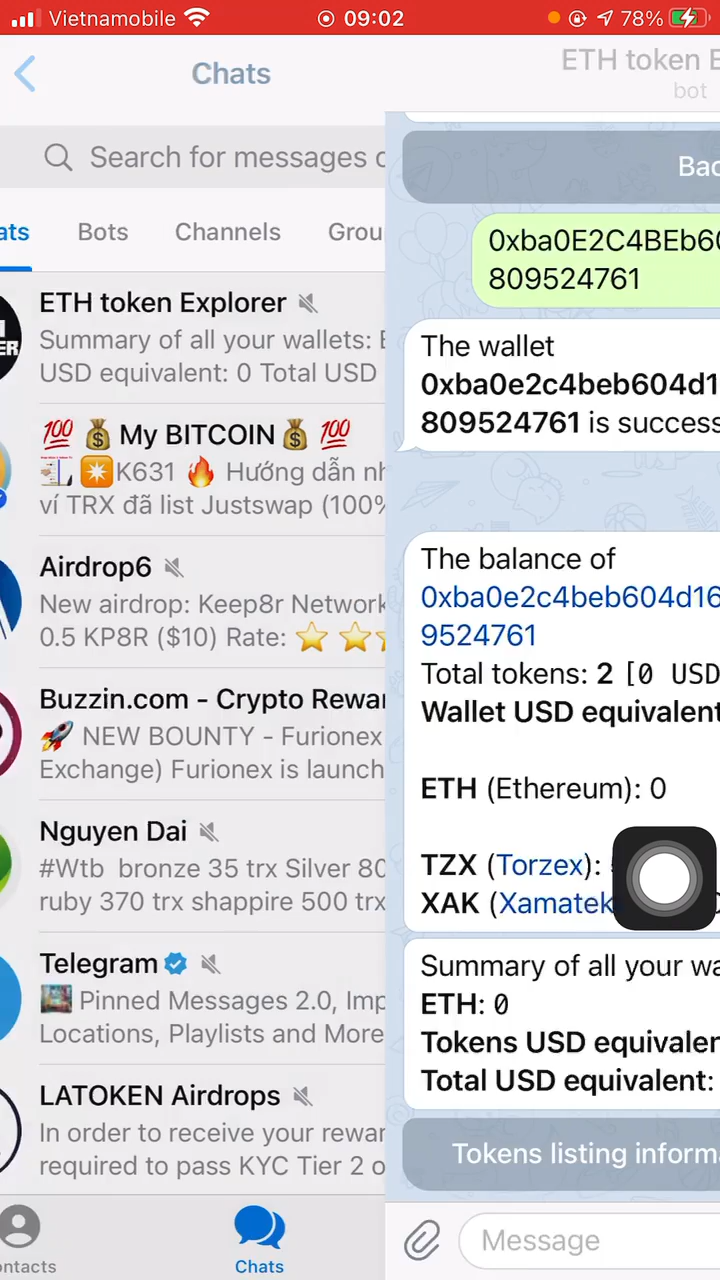 Vietnamobile 09:02 78%
Chats
Search for messages o
ats Bots Channels Grou
ETH token Explorer
Summary of all your wallets: E
USD equivalent: 0 Total USD
💯 💰 My BITCOIN 💰 💯
K631 🔥 Hướng dẫn nh
ví TRX đã list Justswap (100%
Airdrop6
New airdrop: Keep8r Network
0.5 KP8R ($10) Rate: ⭐ ⭐
Buzzin.com - Crypto Rewar
🚀 NEW BOUNTY - Furionex
Exchange) Furionex is launch
Nguyen Dai
#Wtb bronze 35 trx Silver 80
ruby 370 trx shappire 500 trx
Telegram
Pinned Messages 2.0, Imp
Locations, Playlists and More
LATOKEN Airdrops
In order to receive your rewar
required to pass KYC Tier 2 o
ontacts
Chats
ETH token E
bot
Bac
0xba0E2C4BEb60
809524761
The wallet
0xba0e2c4beb604d1
809524761 is success
The balance of
0xba0e2c4beb604d16
9524761
Total tokens: 2 [0 USD
Wallet USD equivalent
ETH (Ethereum): 0
TZX (Torzex):
XAK (Xamatek
Summary of all your wa
ETH: 0
Tokens USD equivalen
Total USD equivalent:
Tokens listing informa
Message